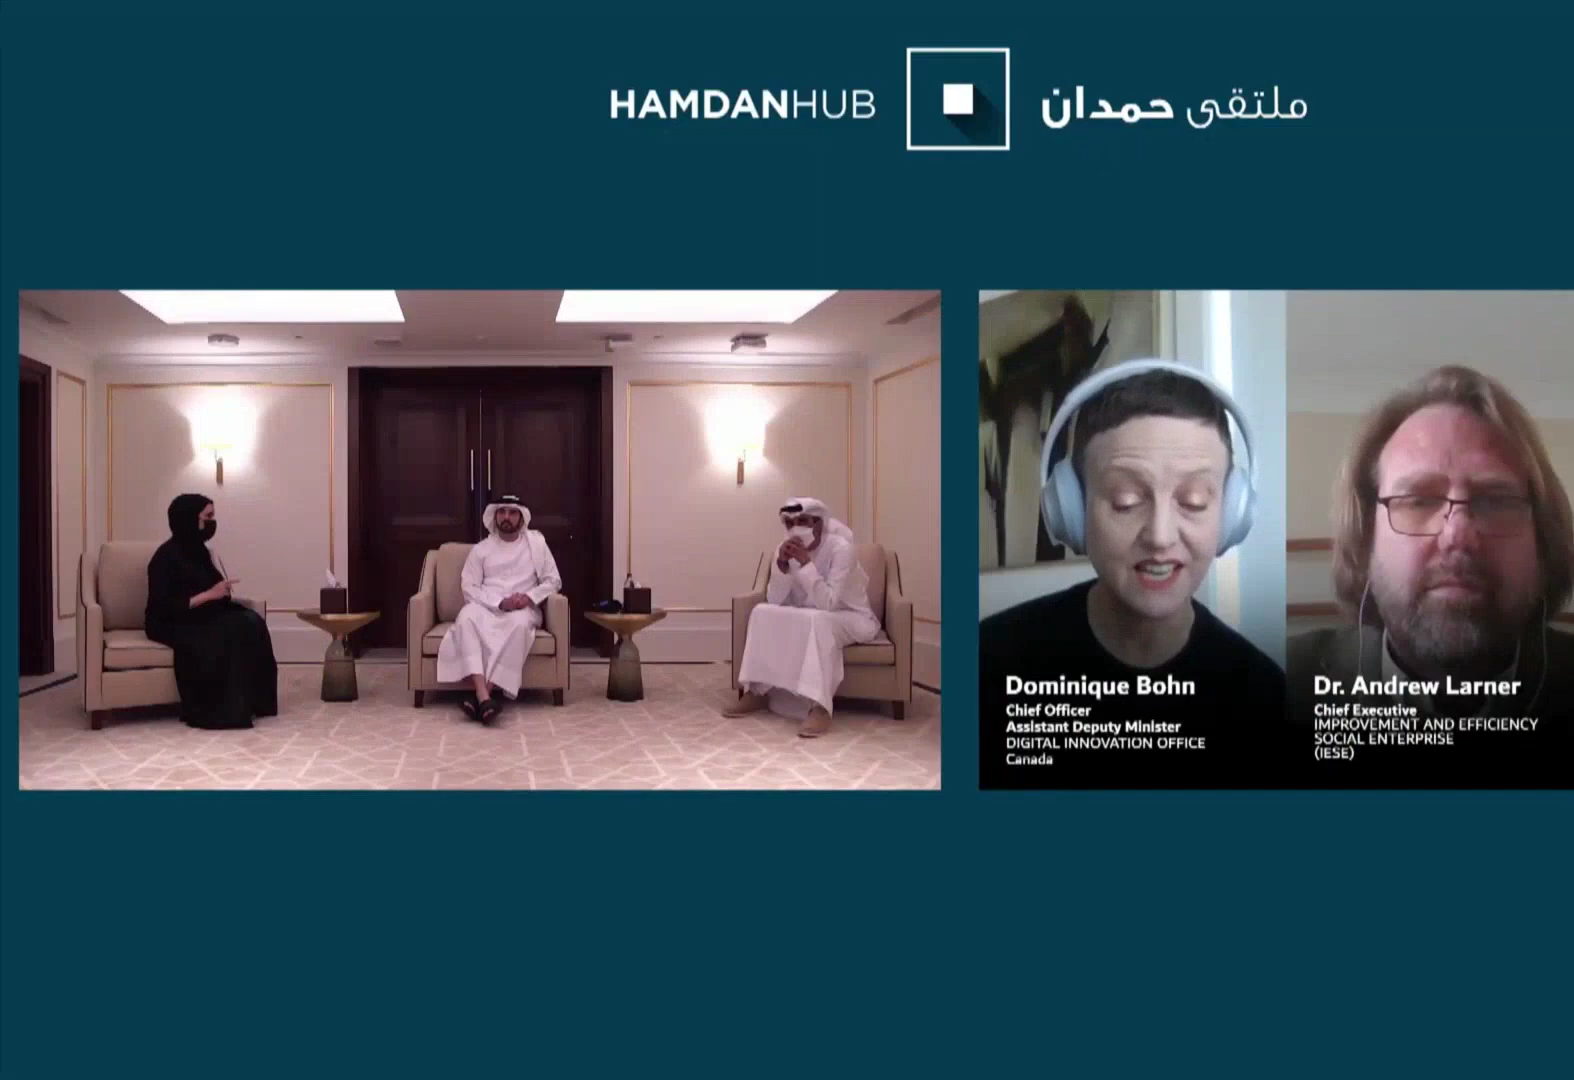 HAMDANHUB
ملتقى حمدان
Dominique Bohn
Chief Officer
Assistant Deputy Minister
DIGITAL INNOVATION OFFICE
Canada
Dr. Andrew Larner
Chief Executive
IMPROVEMENT AND EFFICIENCY
SOCIAL ENTERPRISE
(IESE)